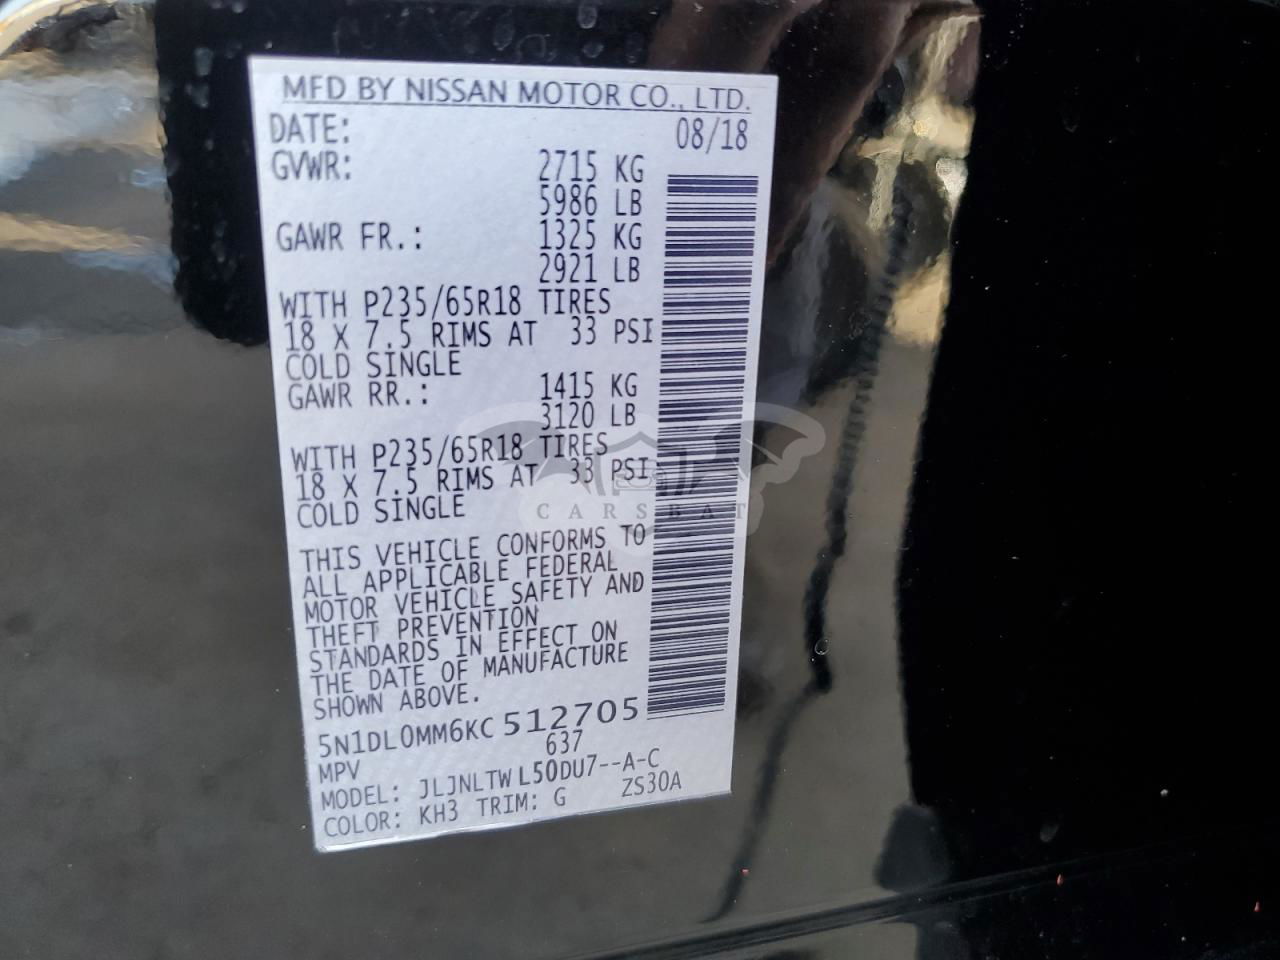 MFD BY NISSAN MOTOR CO., LTD.
DATE: 08/18
GVWR: 2715 KG
5986 LB
GAWR FR.: 1325 KG
2921 LB
WITH P235/65R18 TIRES
18 X 7.5 RIMS AT 33 PSI
COLD SINGLE
GAWR RR.: 1415 KG
3120 LB
WITH P235/65R18 TIRES
18 X 7.5 RIMS AT 33 PSI
COLD SINGLE
CARSBAT
THIS VEHICLE CONFORMS TO
ALL APPLICABLE FEDERAL
MOTOR VEHICLE SAFETY AND
THEFT PREVENTION
STANDARDS IN EFFECT ON
THE DATE OF MANUFACTURE
SHOWN ABOVE.
5N1DL0MM6KC 512705
MPV 637
MODEL: JLJNLTW L50DU7--A-C
COLOR: KH3 TRIM: G ZS30A